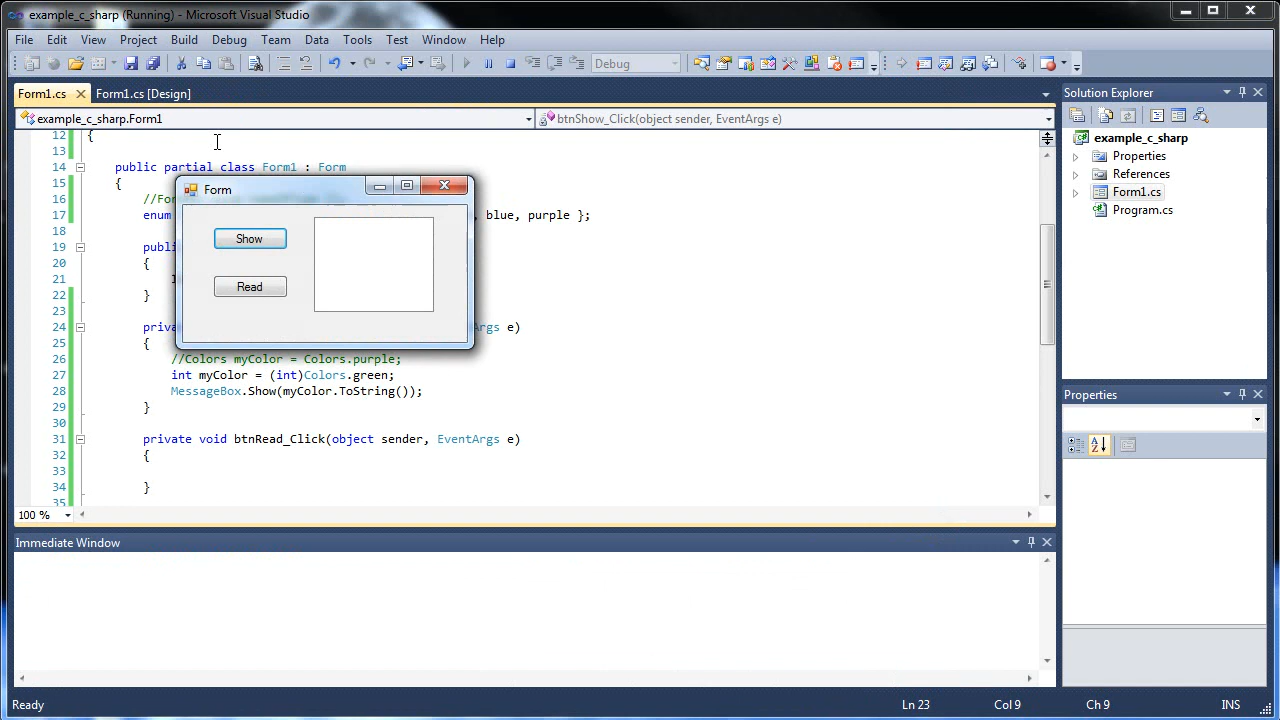 example_c_sharp (Running) - Microsoft Visual Studio
File Edit View Project Build Debug Team Data Tools Test Window Help
Debug
Form1.cs Form1.cs [Design]
example_c_sharp.Form1 btnShow_Click(object sender, EventArgs e)
12 {
13
14 public partial class Form1 : Form
15 {
16
17 enum blue, purple };
18
19
20 {
21
22 }
23
24 e)
25 {
26 //Colors myColor = Colors.purple;
27 int myColor = (int)Colors.green;
28 MessageBox.Show(myColor.ToString());
29 }
30
31 private void btnRead_Click(object sender, EventArgs e)
32 {
33
34 }
35
Form
Show
Read
100 %
Immediate Window
Solution Explorer
example_c_sharp
Properties
References
Form1.cs
Program.cs
Properties
Ready Ln 23 Col 9 Ch 9 INS